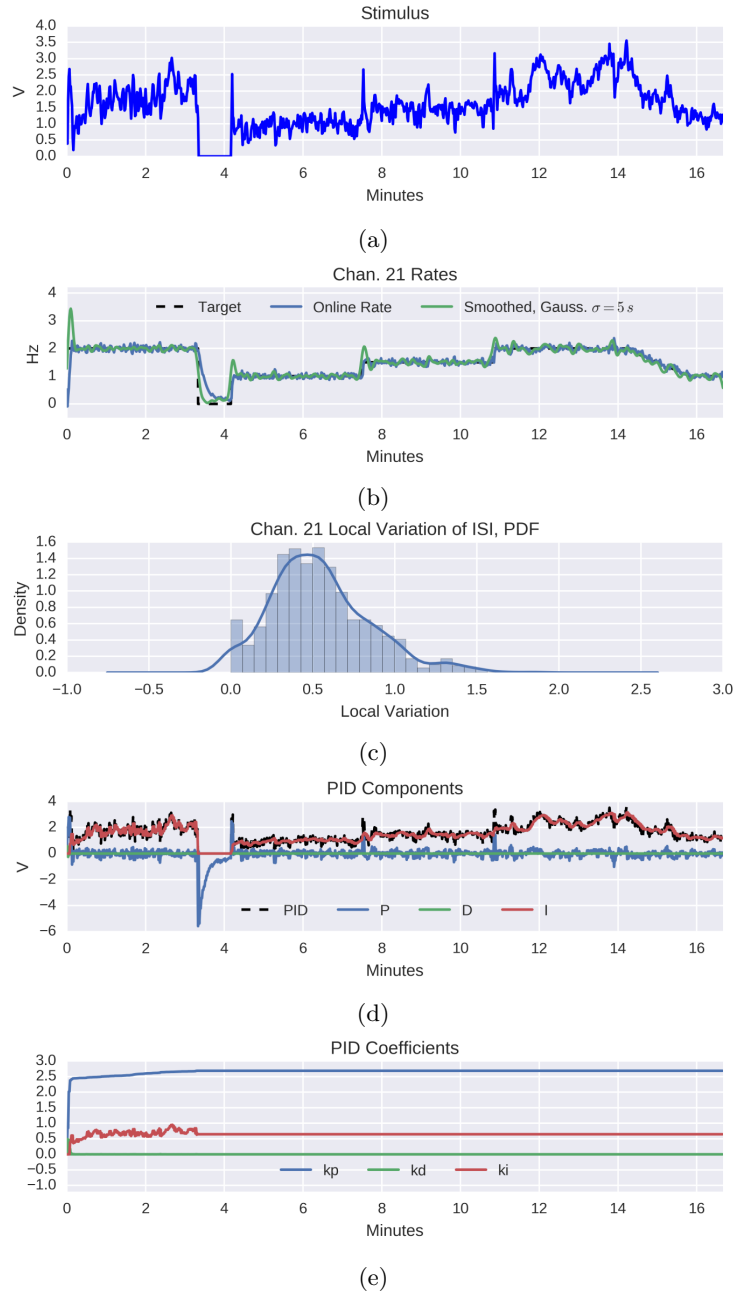 Stimulus
4.0
3.5
3.0
2.5
2.0
1.5
1.0
0.5
0.0
V
0 2 4 6 8 10 12 14 16
Minutes
(a)
Chan. 21 Rates
4
3
2
1
0
Hz
Target Online Rate Smoothed, Gauss. σ = 5 s
0 2 4 6 8 10 12 14 16
Minutes
(b)
Chan. 21 Local Variation of ISI, PDF
1.6
1.4
1.2
1.0
0.8
0.6
0.4
0.2
0.0
Density
−1.0 −0.5 0.0 0.5 1.0 1.5 2.0 2.5 3.0
Local Variation
(c)
PID Components
4
2
0
−2
−4
−6
V
PID P D I
0 2 4 6 8 10 12 14 16
Minutes
(d)
PID Coefficients
3.0
2.5
2.0
1.5
1.0
0.5
0.0
−0.5
−1.0
kp kd ki
0 2 4 6 8 10 12 14 16
Minutes
(e)